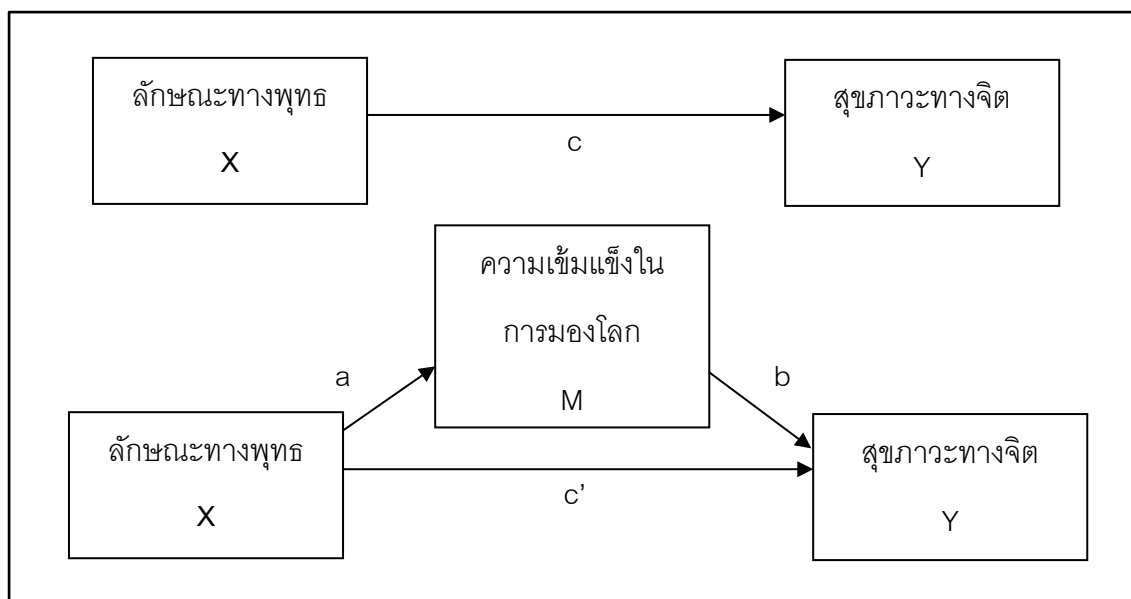 ลักษณะทางพุทธ
X
c
สุขภาวะทางจิต
Y
ความเข้มแข็งใน
การมองโลก
M
a
b
ลักษณะทางพุทธ
X
c’
สุขภาวะทางจิต
Y